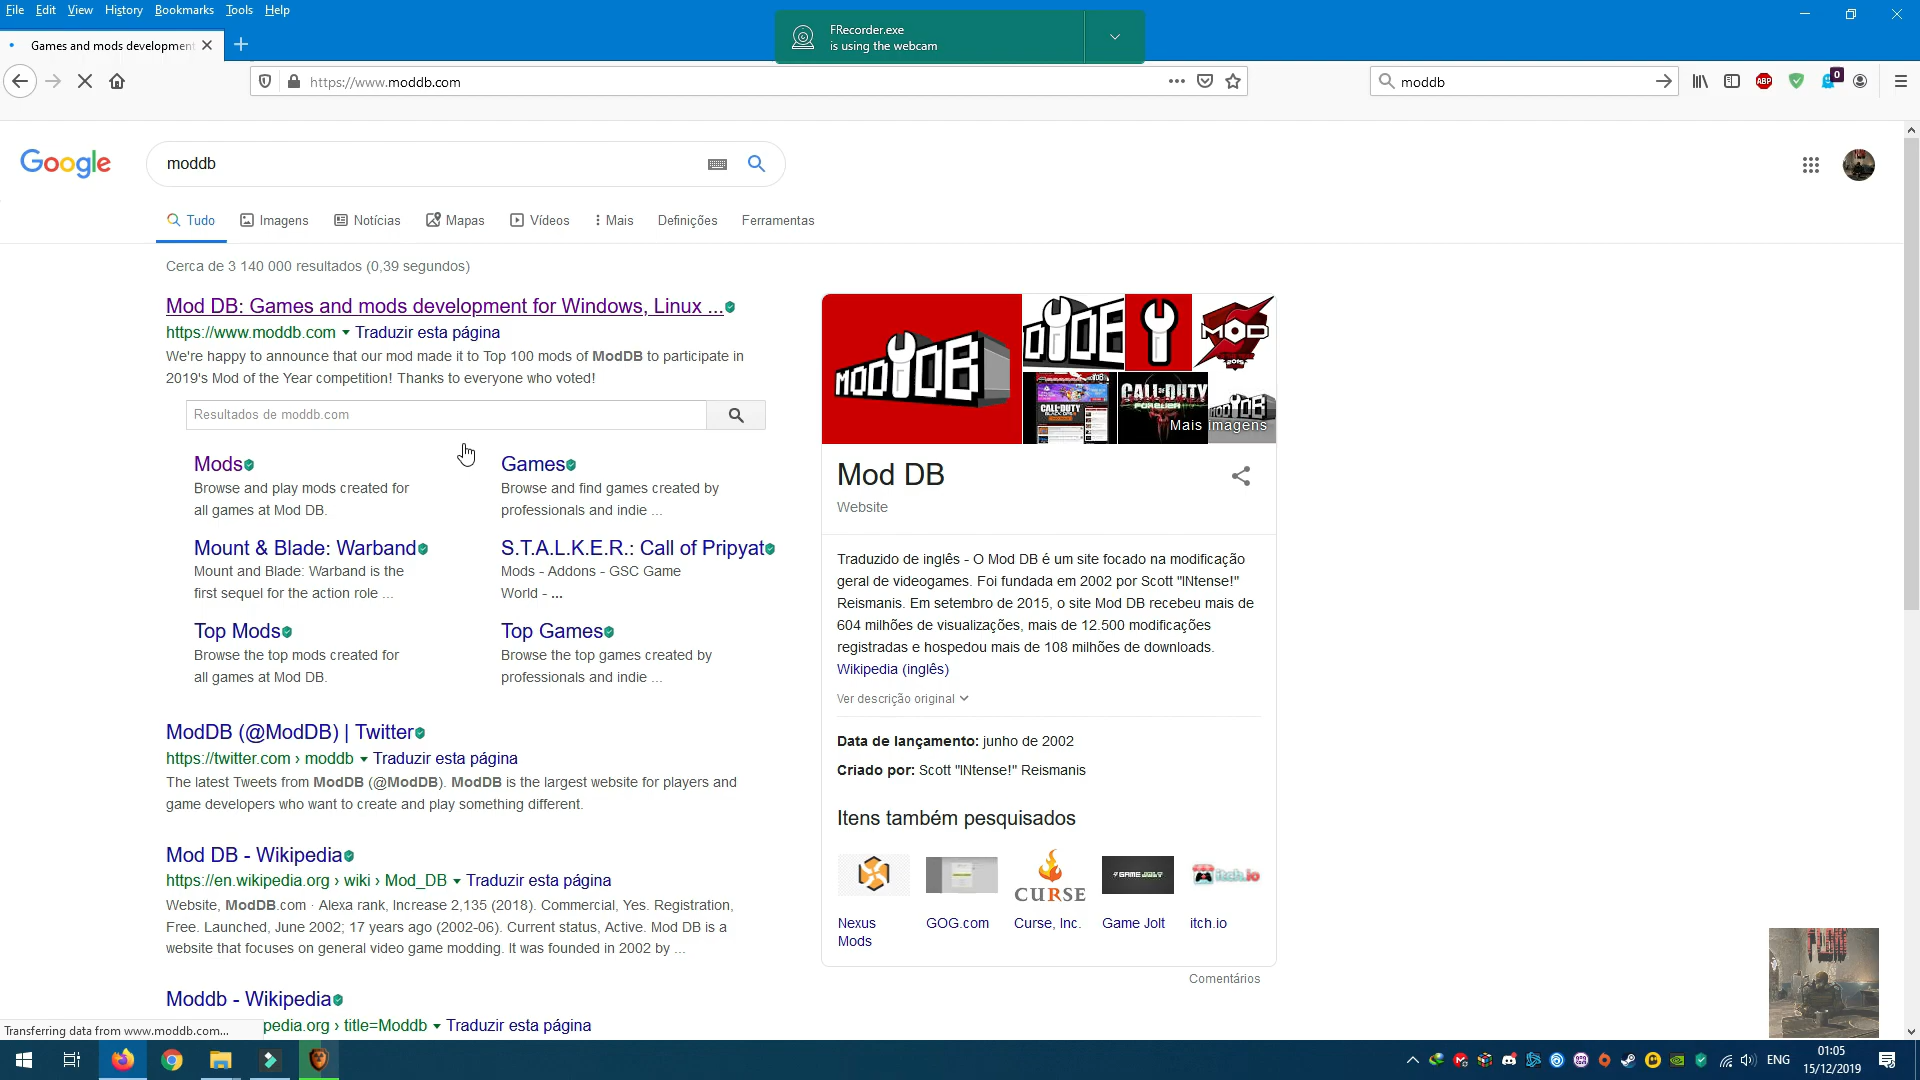 File Edit View History Bookmarks Tools Help
FRecorder.exe
is using the webcam
Games and mods development
https://www.moddb.com
moddb
ABP
0
Google
moddb
Tudo Imagens Notícias Mapas Vídeos Mais Definições Ferramentas
Cerca de 3 140 000 resultados (0,39 segundos)
Mod DB: Games and mods development for Windows, Linux ...
https://www.moddb.com Traduzir esta página
We're happy to announce that our mod made it to Top 100 mods of ModDB to participate in
2019's Mod of the Year competition! Thanks to everyone who voted!
Resultados de moddb.com
Mods
Browse and play mods created for
all games at Mod DB.
Games
Browse and find games created by
professionals and indie ...
Mount & Blade: Warband
Mount and Blade: Warband is the
first sequel for the action role ...
S.T.A.L.K.E.R.: Call of Pripyat
Mods - Addons - GSC Game
World - ...
Top Mods
Browse the top mods created for
all games at Mod DB.
Top Games
Browse the top games created by
professionals and indie ...
ModDB (@ModDB) | Twitter
https://twitter.com › moddb Traduzir esta página
The latest Tweets from ModDB (@ModDB). ModDB is the largest website for players and
game developers who want to create and play something different.
Mod DB - Wikipedia
https://en.wikipedia.org › wiki › Mod_DB Traduzir esta página
Website, ModDB.com · Alexa rank, Increase 2,135 (2018). Commercial, Yes. Registration,
Free. Launched, June 2002; 17 years ago (2002-06). Current status, Active. Mod DB is a
website that focuses on general video game modding. It was founded in 2002 by ...
Moddb - Wikipedia
pedia.org › title=Moddb Traduzir esta página
Transferring data from www.moddb.com...
MODDB
MOD
CALL OF DUTY
Mais imagens
Mod DB
Website
Traduzido de inglês - O Mod DB é um site focado na modificação
geral de videogames. Foi fundada em 2002 por Scott "INtense!"
Reismanis. Em setembro de 2015, o site Mod DB recebeu mais de
604 milhões de visualizações, mais de 12.500 modificações
registradas e hospedou mais de 108 milhões de downloads.
Wikipedia (inglês)
Ver descrição original
Data de lançamento: junho de 2002
Criado por: Scott "INtense!" Reismanis
Itens também pesquisados
CURSE
GAME JOLT
itch.io
Nexus
Mods
GOG.com
Curse, Inc.
Game Jolt
itch.io
Comentários
ENG
01:05
15/12/2019